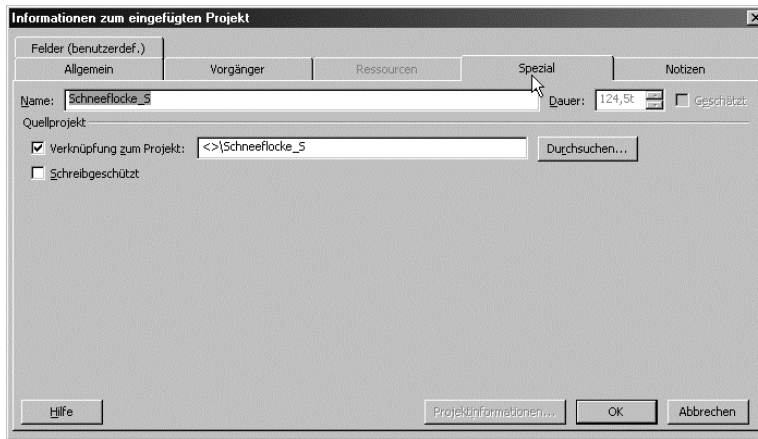 Informationen zum eingefügten Projekt
Felder (benutzerdef.)
Allgemein Vorgänger Ressourcen Spezial Notizen
Name: Schneeflocke_S Dauer: 124,5t Geschätzt
Quellprojekt
Verknüpfung zum Projekt: <>\Schneeflocke_S Durchsuchen...
Schreibgeschützt
Hilfe Projektinformationen... OK Abbrechen